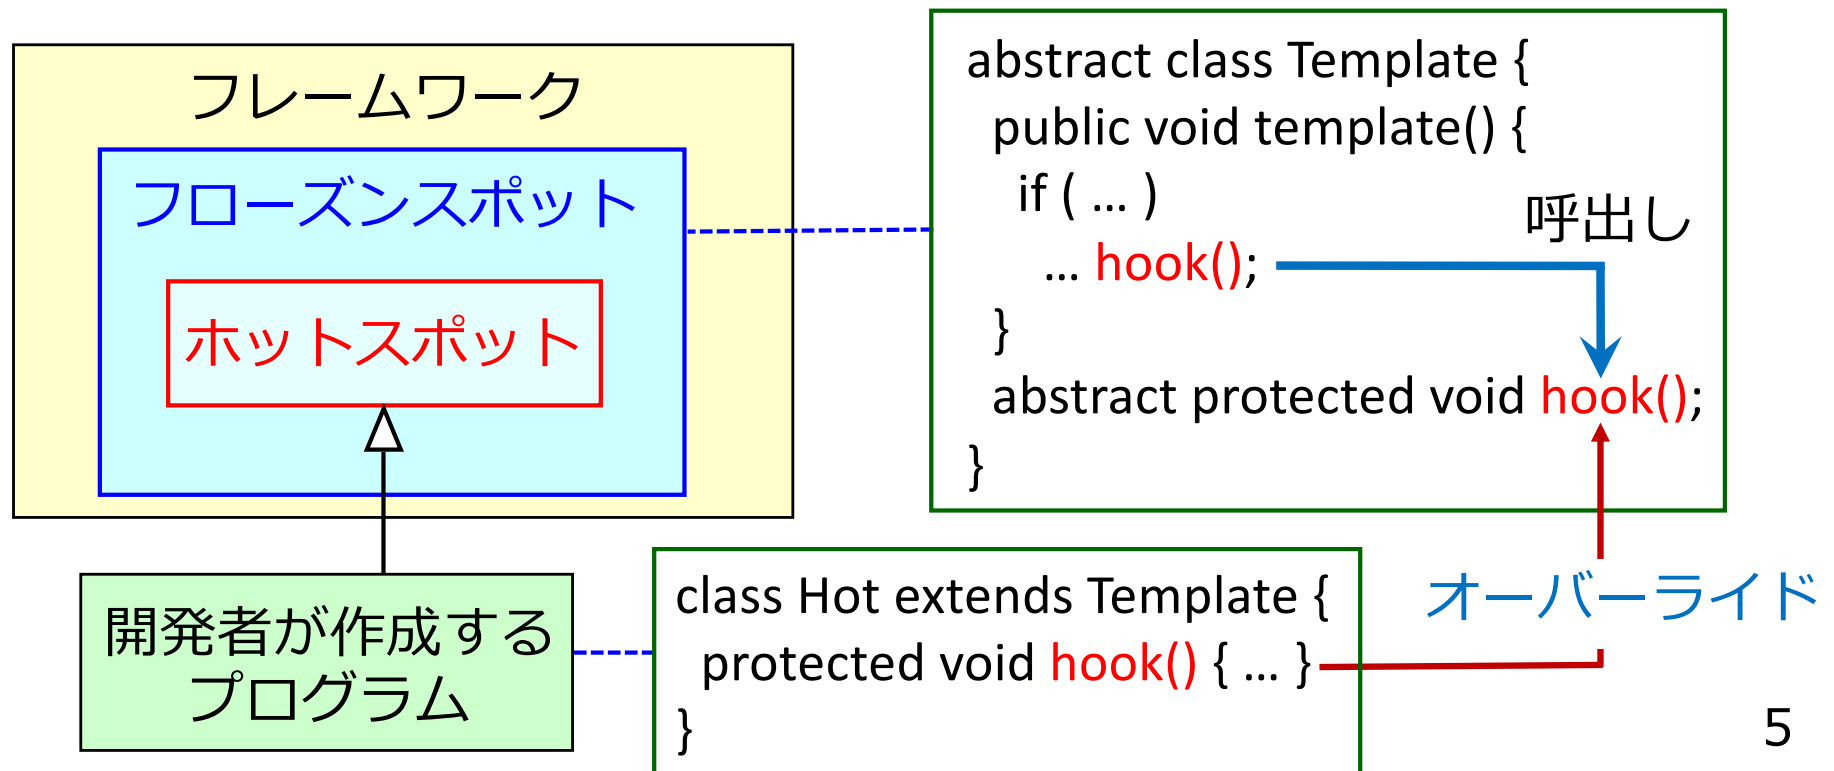 フレームワーク
フローズンスポット
ホットスポット
開発者が作成する
プログラム
abstract class Template {
public void template() {
if ( … )
… hook();
}
abstract protected void hook();
}
呼出し
class Hot extends Template {
protected void hook() { … }
}
オーバーライド
5